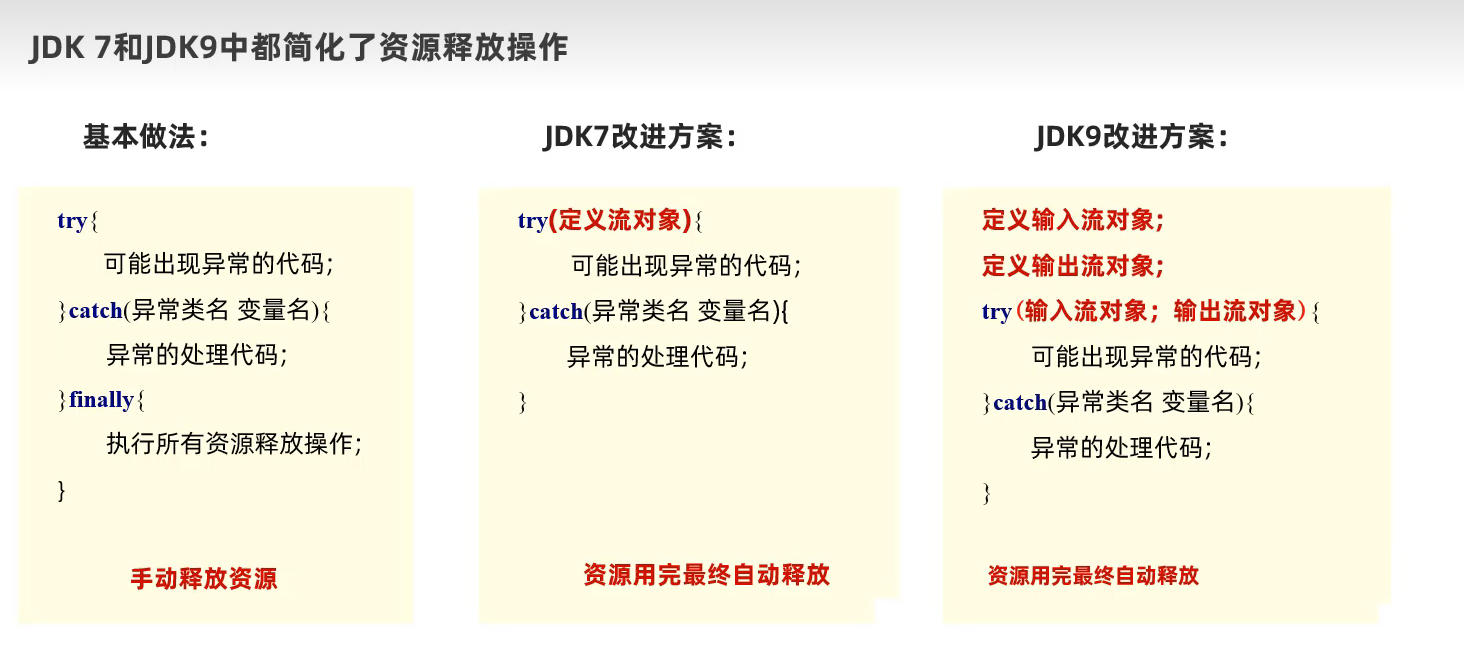 JDK 7和JDK9中都简化了资源释放操作
基本做法：
try{
可能出现异常的代码;
}catch(异常类名 变量名){
异常的处理代码;
}finally{
执行所有资源释放操作;
}
手动释放资源
JDK7改进方案：
try(定义流对象){
可能出现异常的代码;
}catch(异常类名 变量名){
异常的处理代码;
}
资源用完最终自动释放
JDK9改进方案：
定义输入流对象;
定义输出流对象;
try(输入流对象；输出流对象){
可能出现异常的代码;
}catch(异常类名 变量名){
异常的处理代码;
}
资源用完最终自动释放